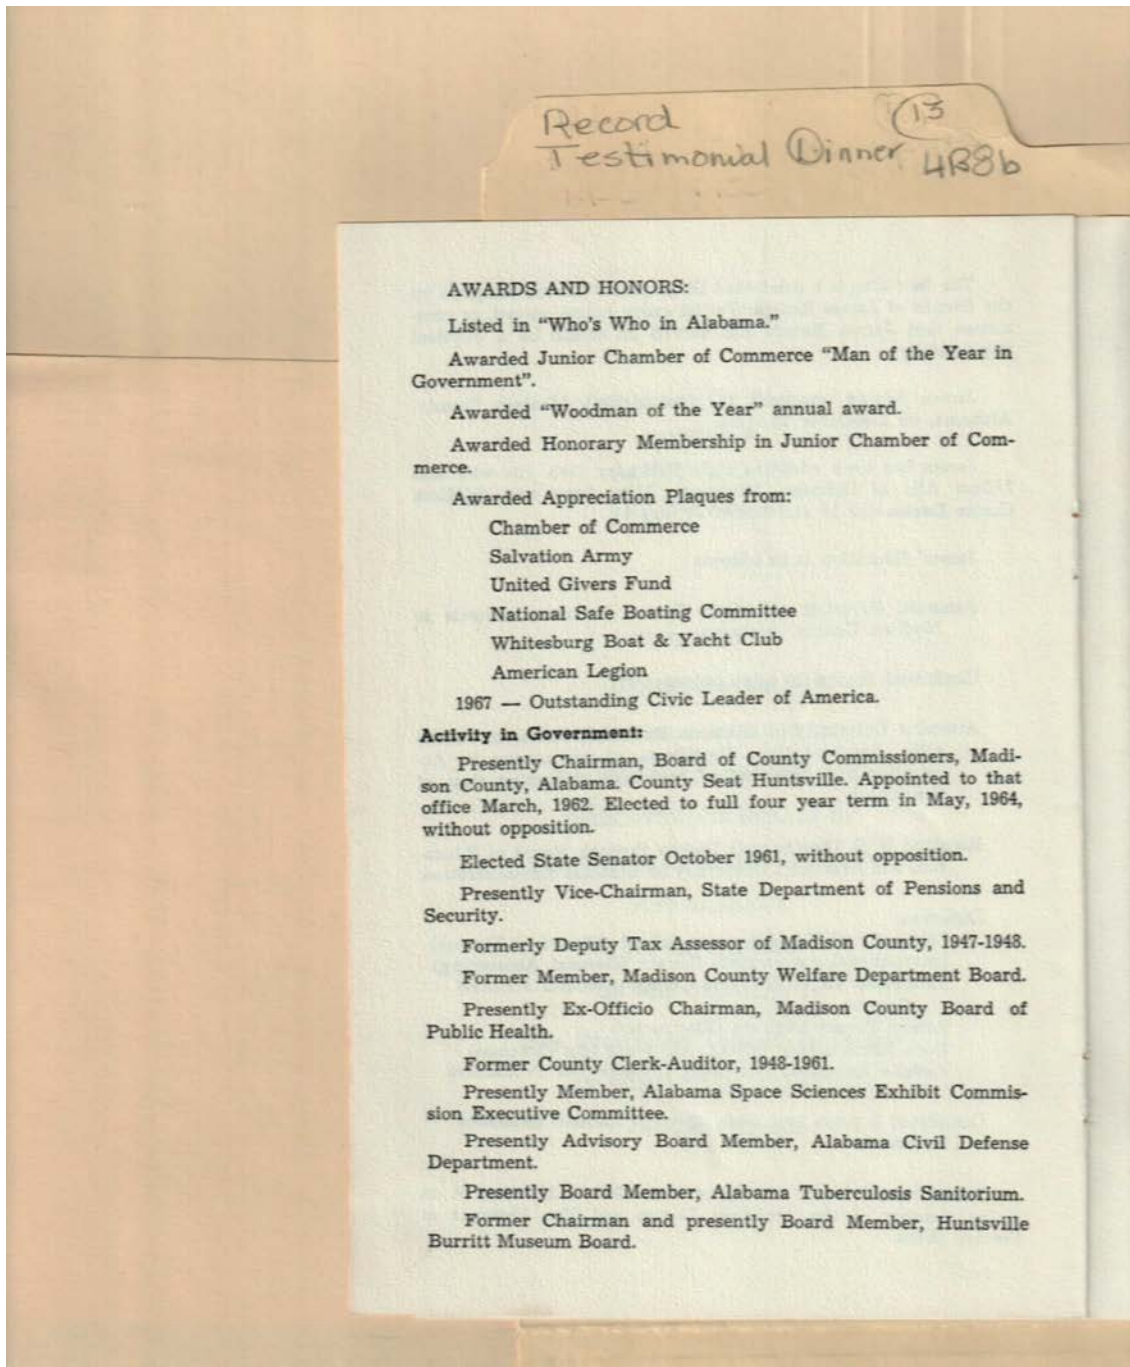 Record
Testimonial Dinner
13
4B8b
AWARDS AND HONORS:
Listed in “Who’s Who in Alabama.”
Awarded Junior Chamber of Commerce “Man of the Year in
Government”.
Awarded “Woodman of the Year” annual award.
Awarded Honorary Membership in Junior Chamber of Com-
merce.
Awarded Appreciation Plaques from:
Chamber of Commerce
Salvation Army
United Givers Fund
National Safe Boating Committee
Whitesburg Boat & Yacht Club
American Legion
1967 — Outstanding Civic Leader of America.
Activity in Government:
Presently Chairman, Board of County Commissioners, Madi-
son County, Alabama. County Seat Huntsville. Appointed to that
office March, 1962. Elected to full four year term in May, 1964,
without opposition.
Elected State Senator October 1961, without opposition.
Presently Vice-Chairman, State Department of Pensions and
Security.
Formerly Deputy Tax Assessor of Madison County, 1947-1948.
Former Member, Madison County Welfare Department Board.
Presently Ex-Officio Chairman, Madison County Board of
Public Health.
Former County Clerk-Auditor, 1948-1961.
Presently Member, Alabama Space Sciences Exhibit Commis-
sion Executive Committee.
Presently Advisory Board Member, Alabama Civil Defense
Department.
Presently Board Member, Alabama Tuberculosis Sanitorium.
Former Chairman and presently Board Member, Huntsville
Burritt Museum Board.